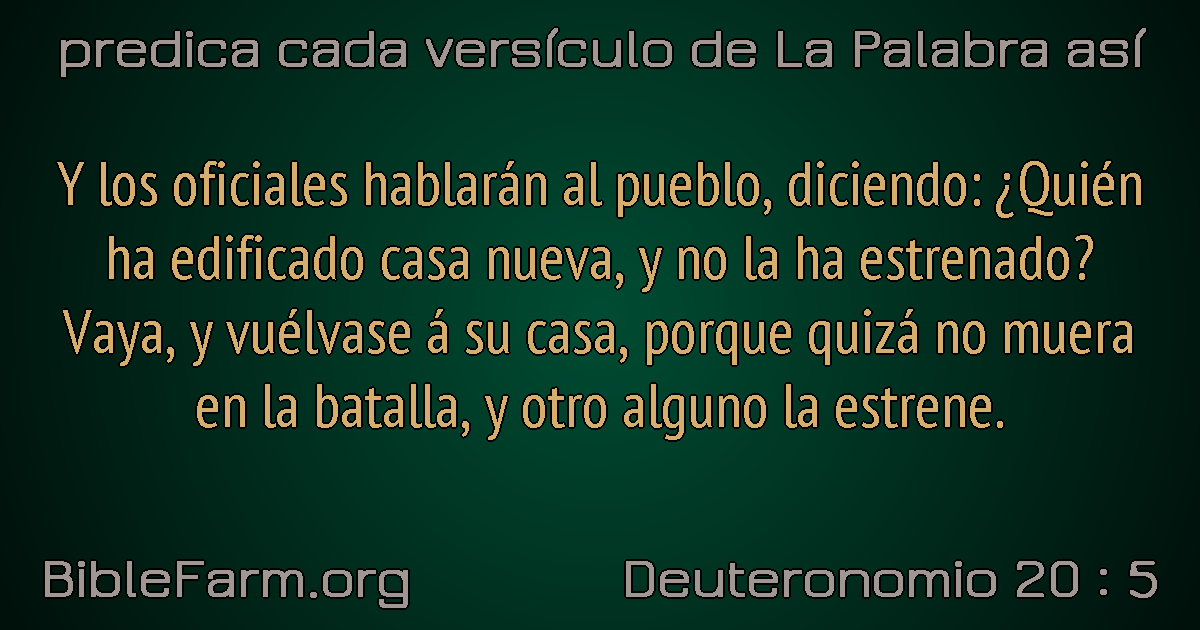 predica cada versículo de La Palabra así
Y los oficiales hablarán al pueblo, diciendo: ¿Quién
ha edificado casa nueva, y no la ha estrenado?
Vaya, y vuélvase á su casa, porque quizá no muera
en la batalla, y otro alguno la estrene.
BibleFarm.org
Deuteronomio 20 : 5